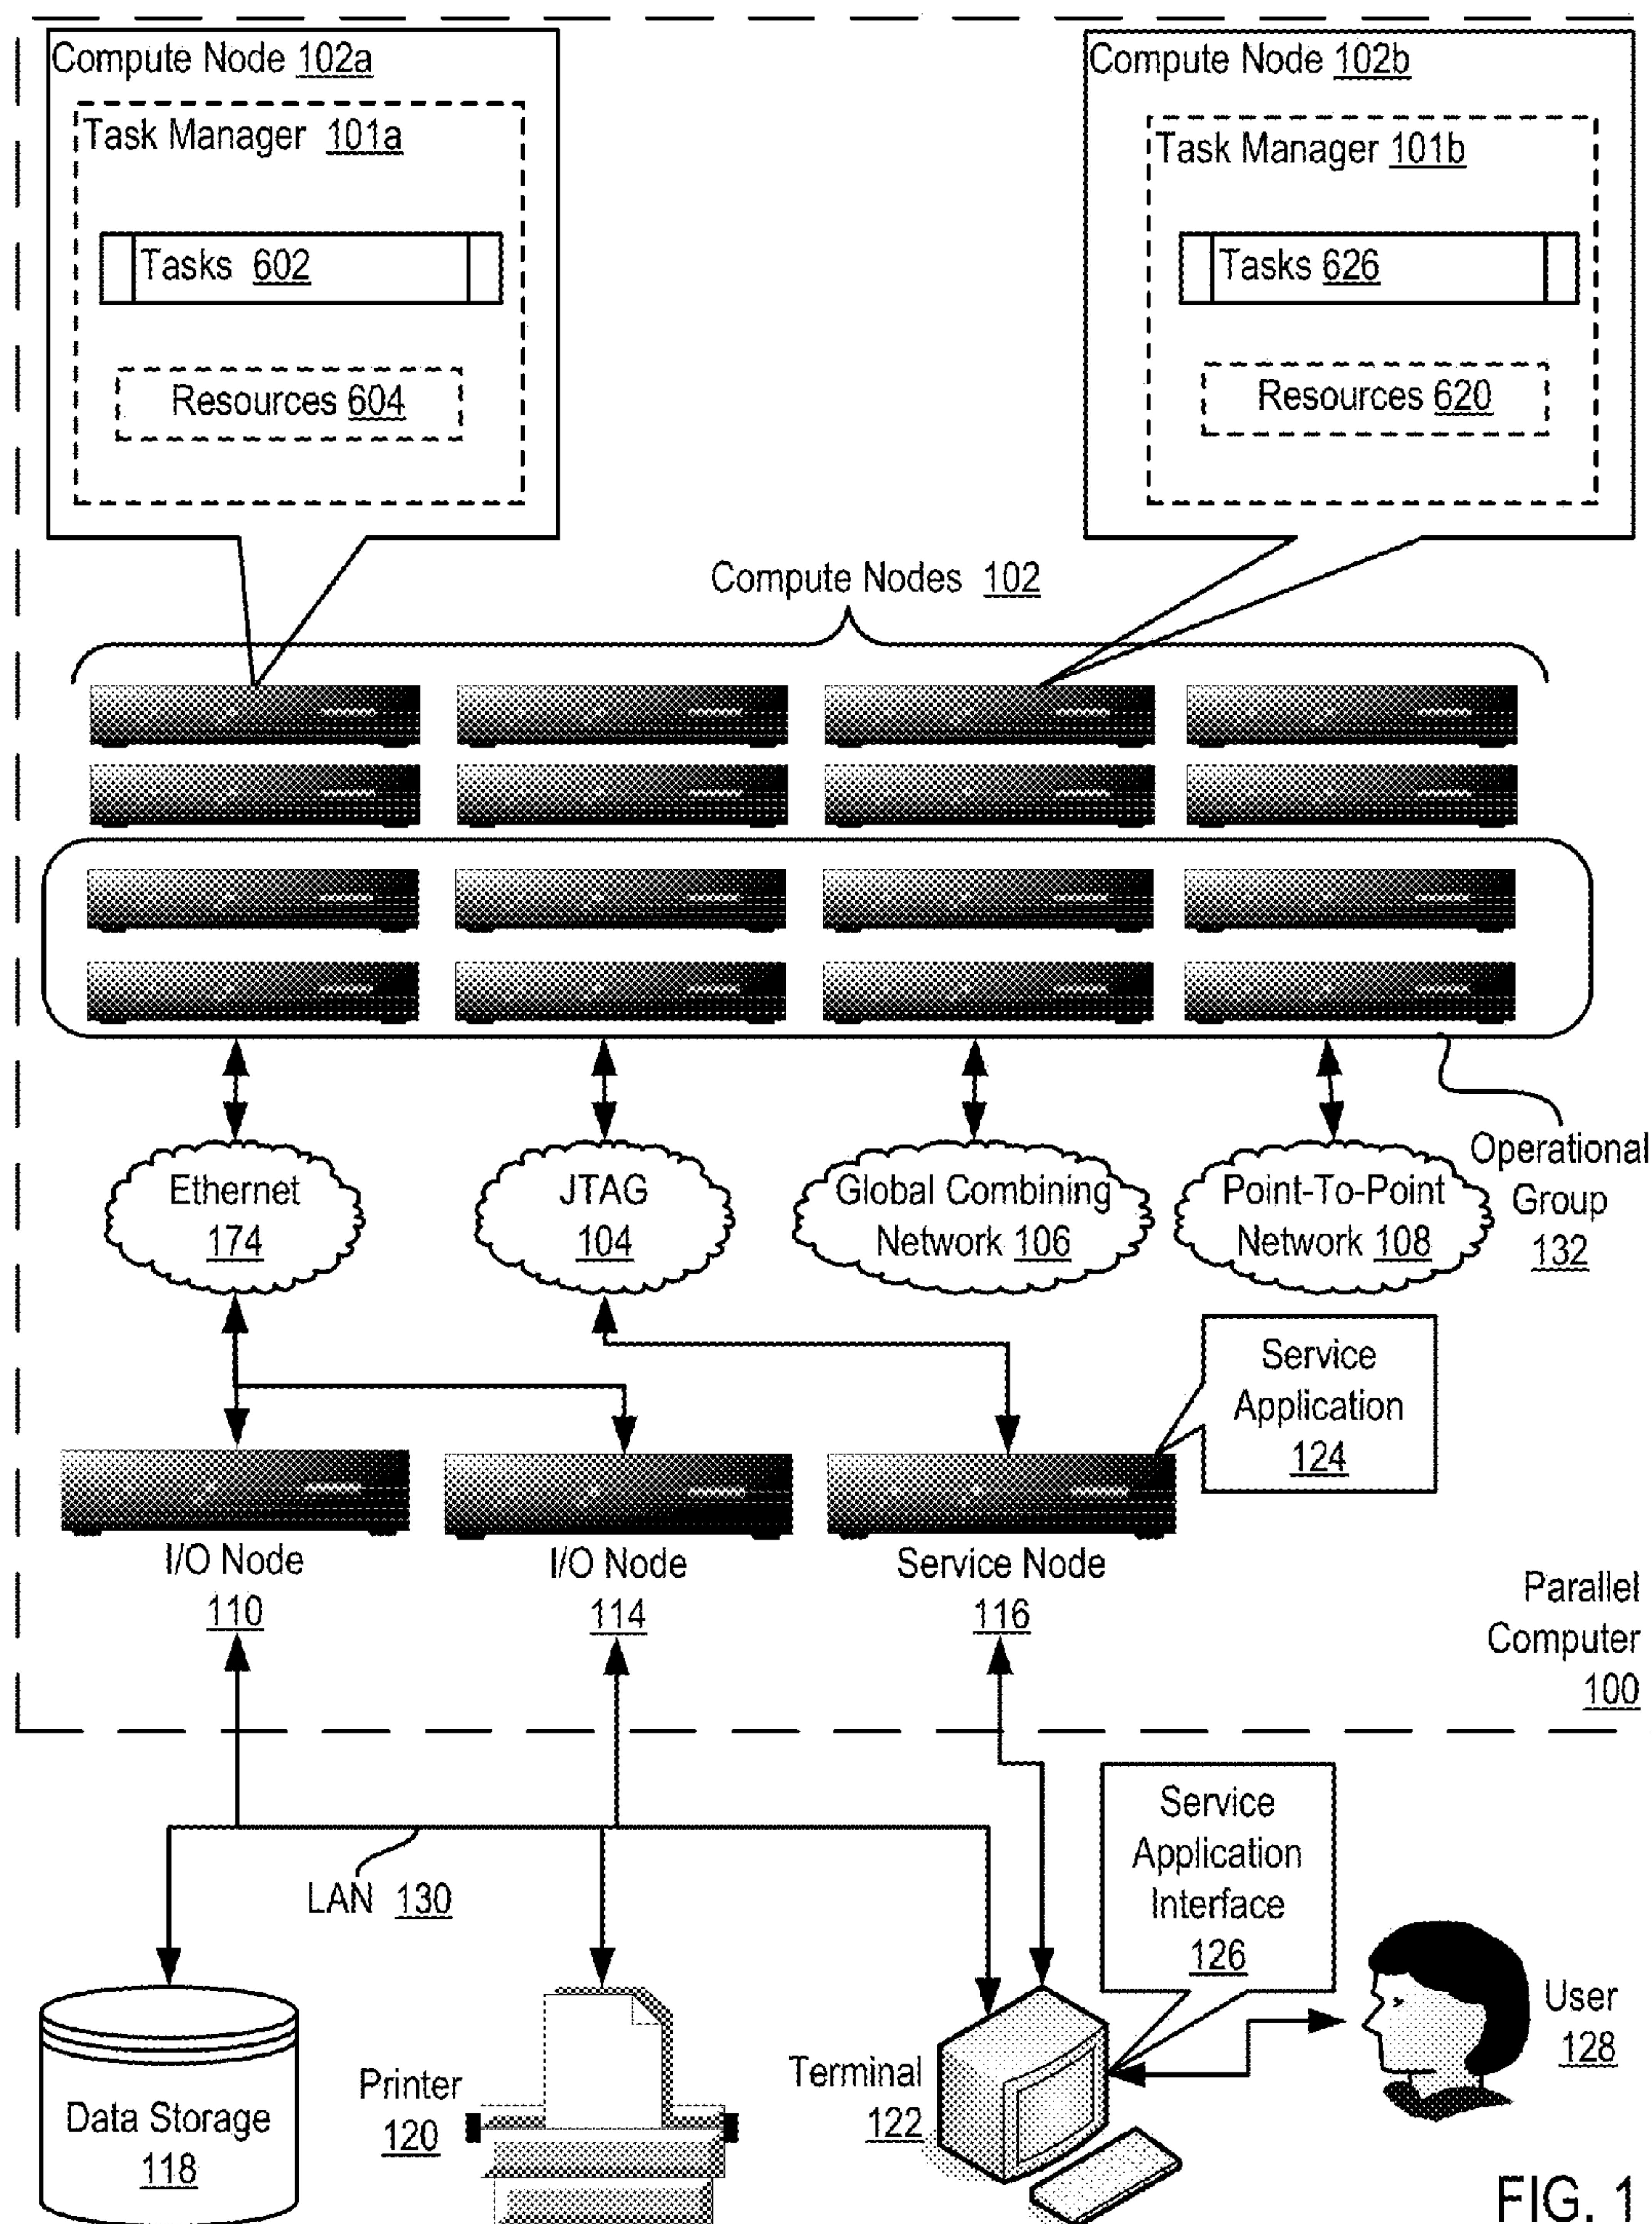 Compute Node 102a
Task Manager 101a
Tasks 602
Resources 604
Compute Node 102b
Task Manager 101b
Tasks 626
Resources 620
Compute Nodes 102
Ethernet
174
JTAG
104
Global Combining
Network 106
Point-To-Point
Network 108
Operational
Group
132
Service
Application
124
I/O Node
110
I/O Node
114
Service Node
116
Parallel
Computer
100
LAN 130
Service
Application
Interface
126
Data Storage
118
Printer
120
Terminal
122
User
128
FIG. 1